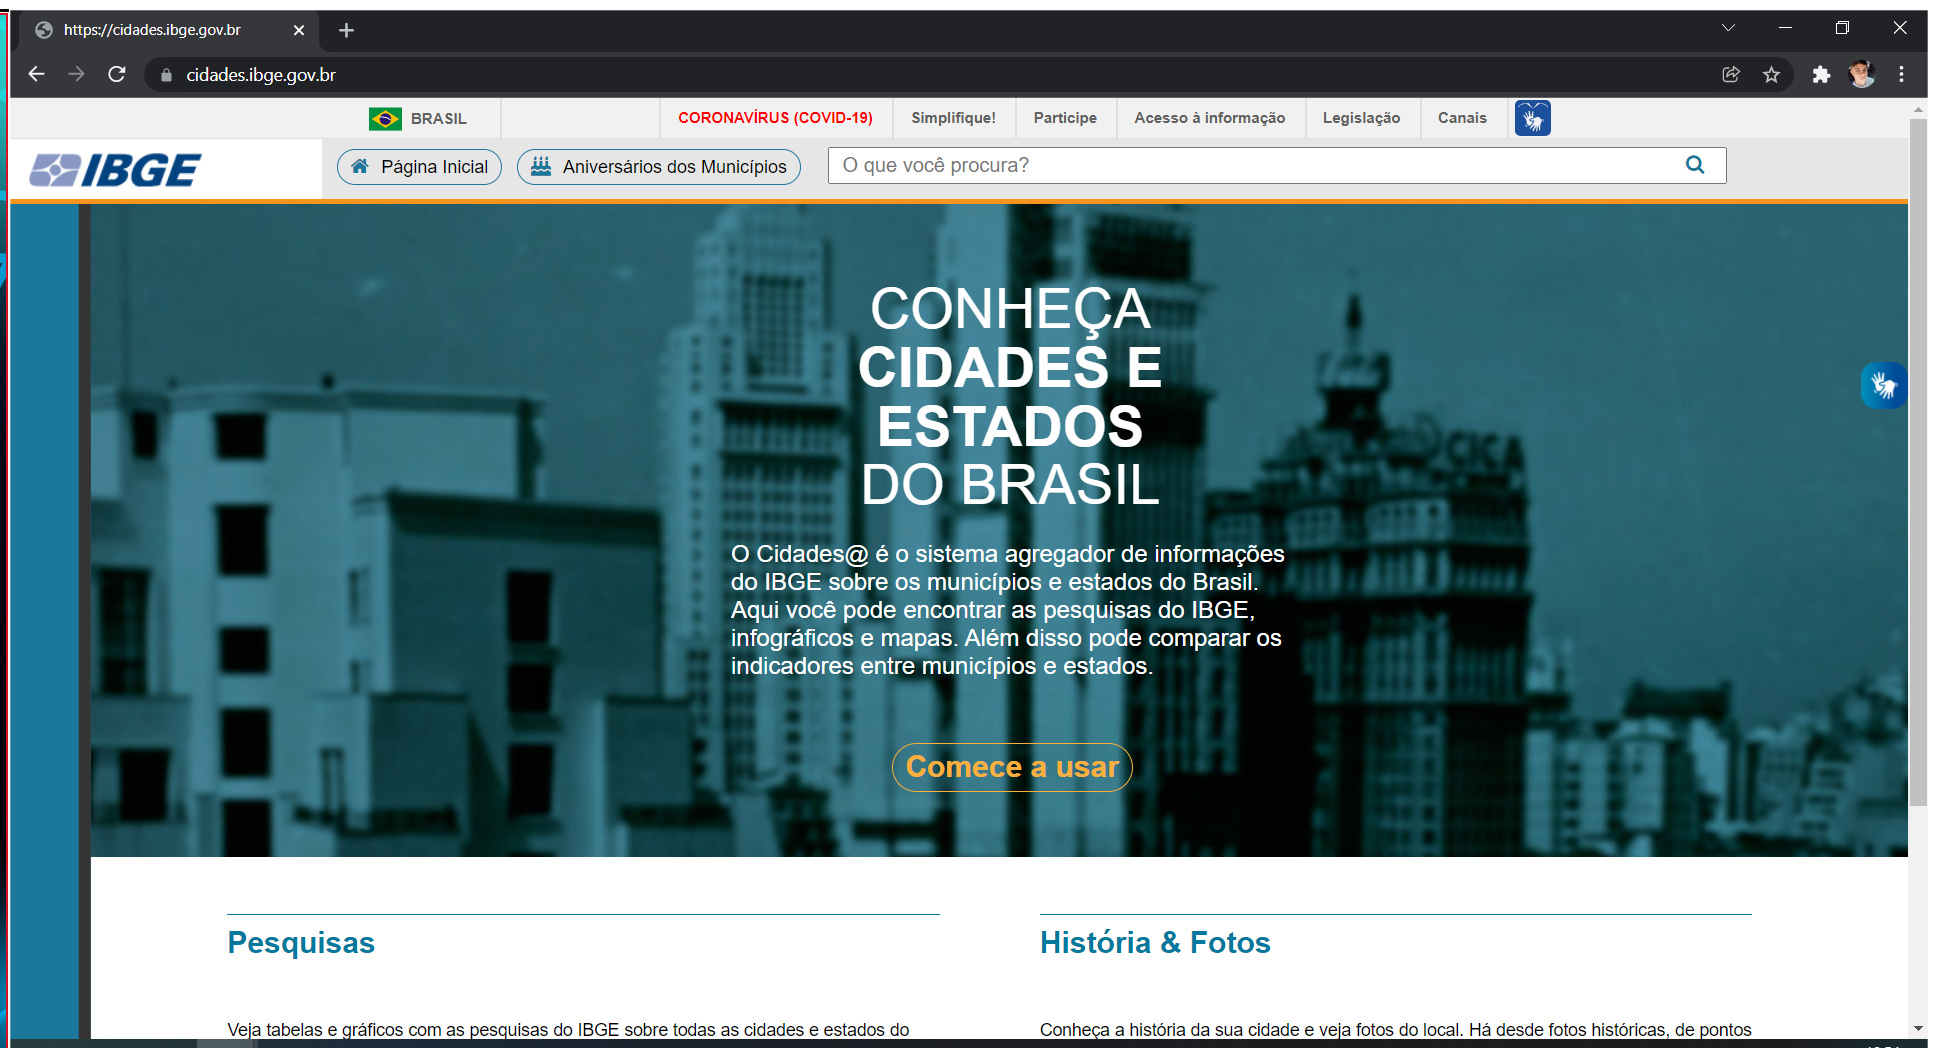 https://cidades.ibge.gov.br
cidades.ibge.gov.br
BRASIL
CORONAVÍRUS (COVID-19)
Simplifique!
Participe
Acesso à informação
Legislação
Canais
IBGE
Página Inicial
Aniversários dos Municípios
O que você procura?
CONHEÇA
CIDADES E
ESTADOS
DO BRASIL
CICA
O Cidades@ é o sistema agregador de informações
do IBGE sobre os municípios e estados do Brasil.
Aqui você pode encontrar as pesquisas do IBGE,
infográficos e mapas. Além disso pode comparar os
indicadores entre municípios e estados.
Comece a usar
Pesquisas
Veja tabelas e gráficos com as pesquisas do IBGE sobre todas as cidades e estados do
História & Fotos
Conheça a história da sua cidade e veja fotos do local. Há desde fotos históricas, de pontos